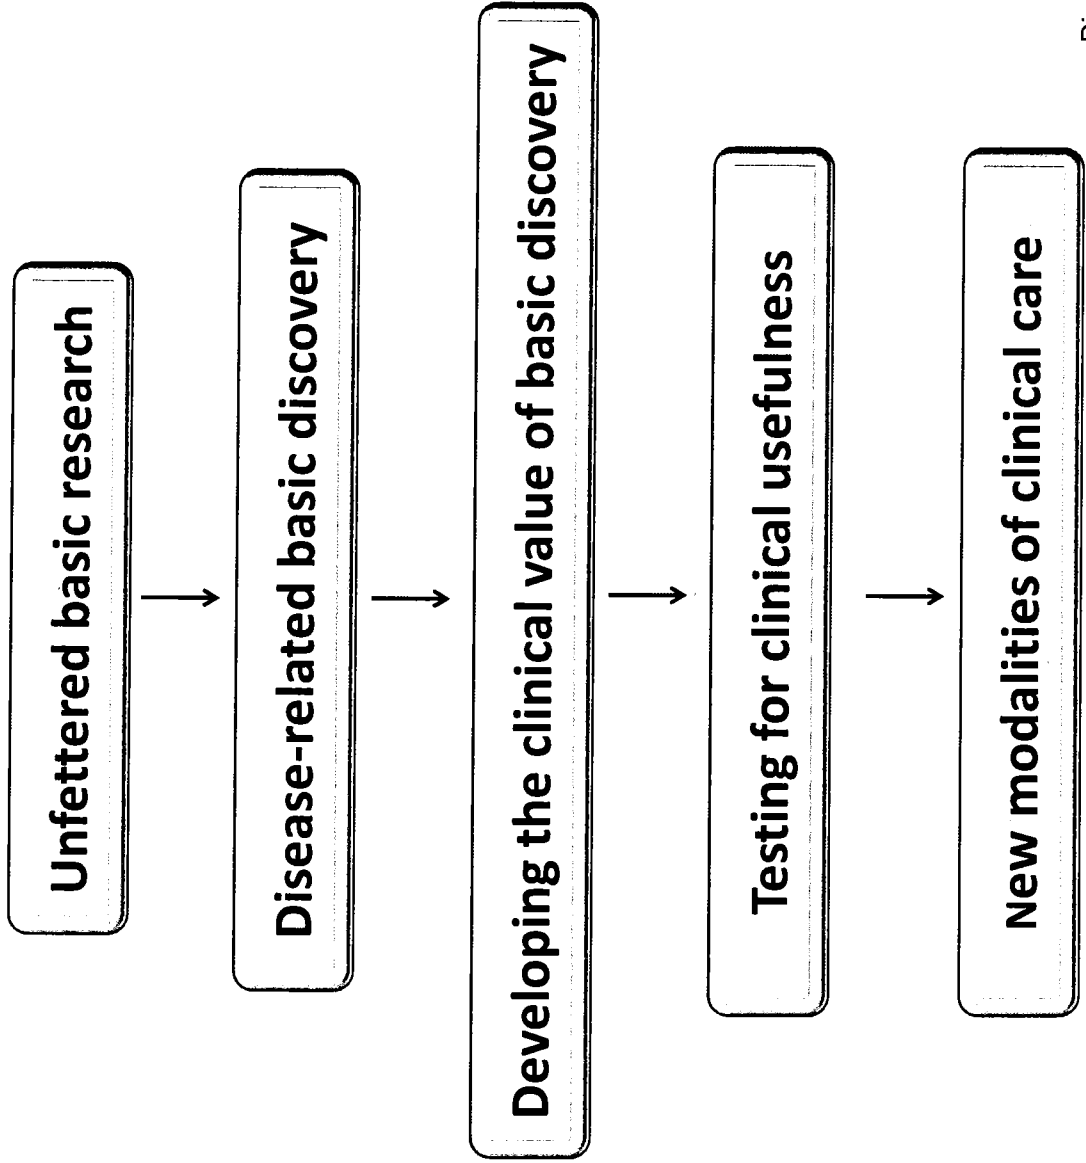 Unfettered basic research
Disease-related basic discovery
Developing the clinical value of basic discovery
Testing for clinical usefulness
New modalities of clinical care